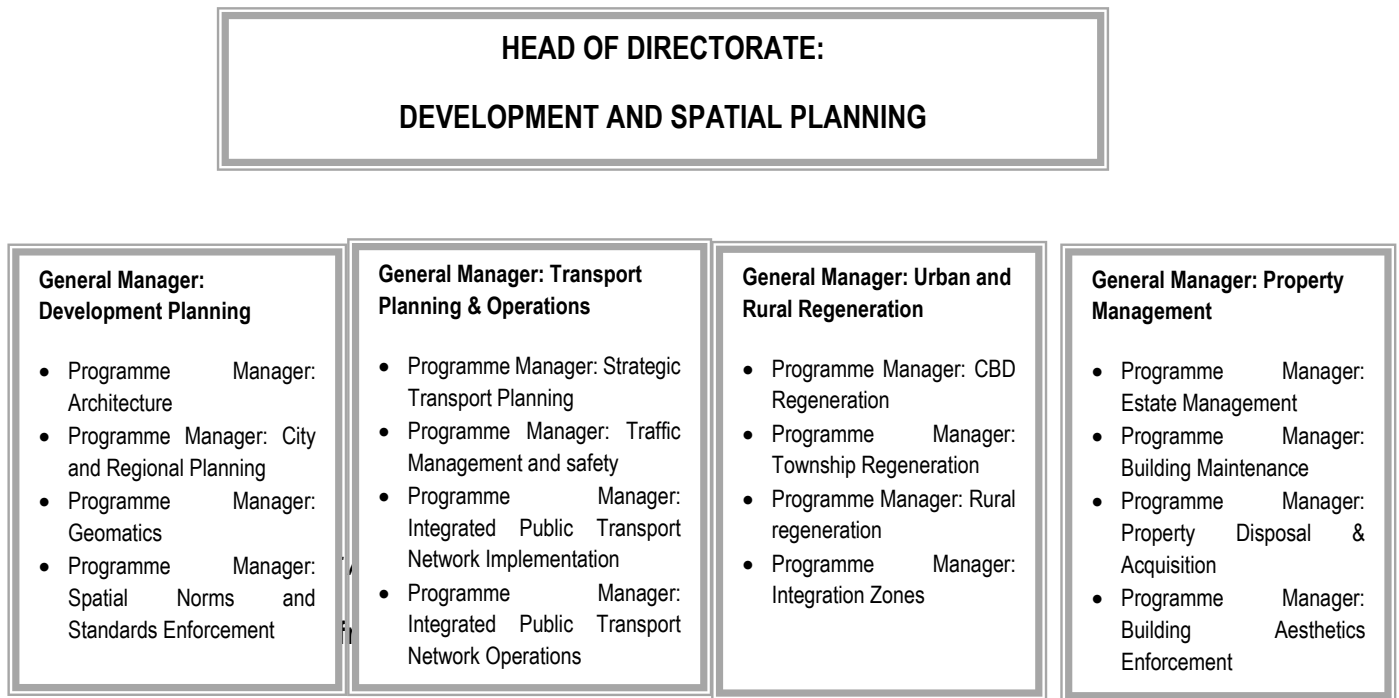 HEAD OF DIRECTORATE:
DEVELOPMENT AND SPATIAL PLANNING
General Manager:
Development Planning
• Programme Manager:
Architecture
• Programme Manager: City
and Regional Planning
• Programme Manager:
Geomatics
• Programme Manager:
Spatial Norms and
Standards Enforcement
General Manager: Transport
Planning & Operations
• Programme Manager: Strategic
Transport Planning
• Programme Manager: Traffic
Management and safety
• Programme Manager:
Integrated Public Transport
Network Implementation
• Programme Manager:
Integrated Public Transport
Network Operations
General Manager: Urban and
Rural Regeneration
• Programme Manager: CBD
Regeneration
• Programme Manager:
Township Regeneration
• Programme Manager: Rural
regeneration
• Programme Manager:
Integration Zones
General Manager: Property
Management
• Programme Manager:
Estate Management
• Programme Manager:
Building Maintenance
• Programme Manager:
Property Disposal &
Acquisition
• Programme Manager:
Building Aesthetics
Enforcement